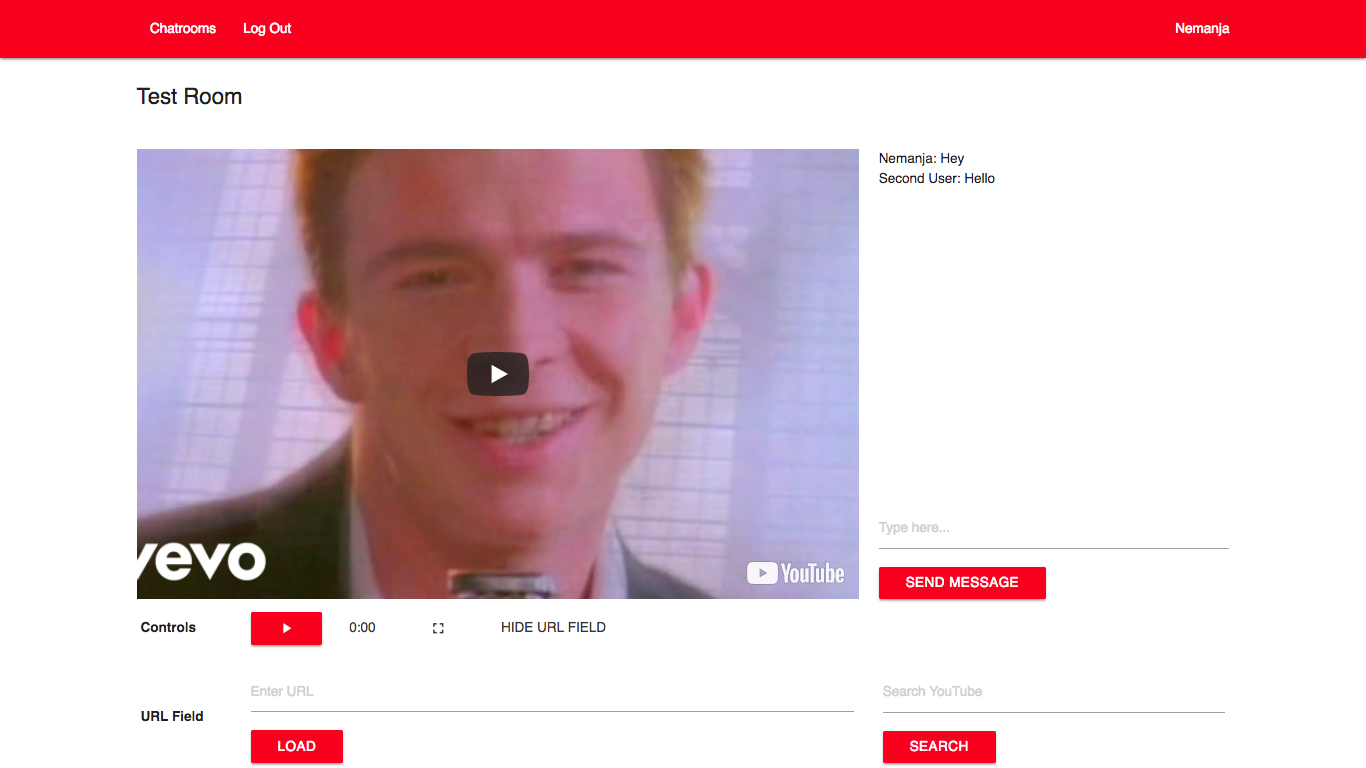 Chatrooms Log Out Nemanja
Test Room
Nemanja: Hey
Second User: Hello
vevo
YouTube
Type here...
SEND MESSAGE
Controls 0:00 HIDE URL FIELD
Enter URL
Search YouTube
URL Field
LOAD
SEARCH